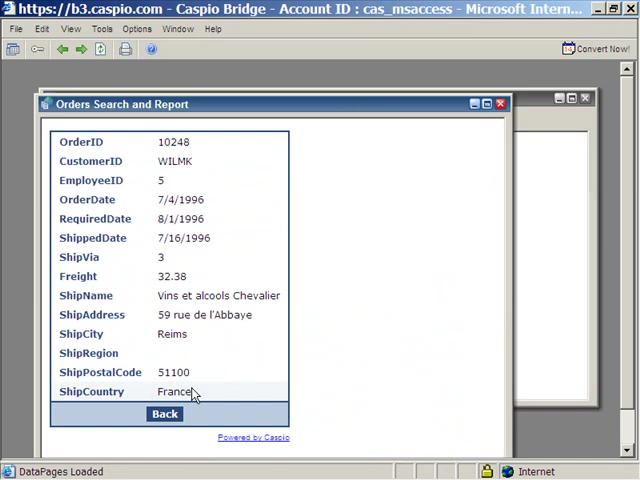 https://b3.caspio.com - Caspio Bridge - Account ID : cas_msaccess - Microsoft Intern...
File Edit View Tools Options Window Help
Convert Now!
Orders Search and Report
OrderID 10248
CustomerID WILMK
EmployeeID 5
OrderDate 7/4/1996
RequiredDate 8/1/1996
ShippedDate 7/16/1996
ShipVia 3
Freight 32.38
ShipName Vins et alcools Chevalier
ShipAddress 59 rue de l'Abbaye
ShipCity Reims
ShipRegion
ShipPostalCode 51100
ShipCountry France
Back
Powered by Caspio
DataPages Loaded Internet